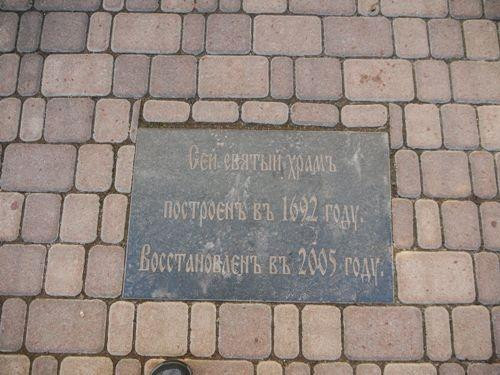 Сей святый храмъ
построенъ въ 1692 году.
Восстановленъ въ 2005 году.